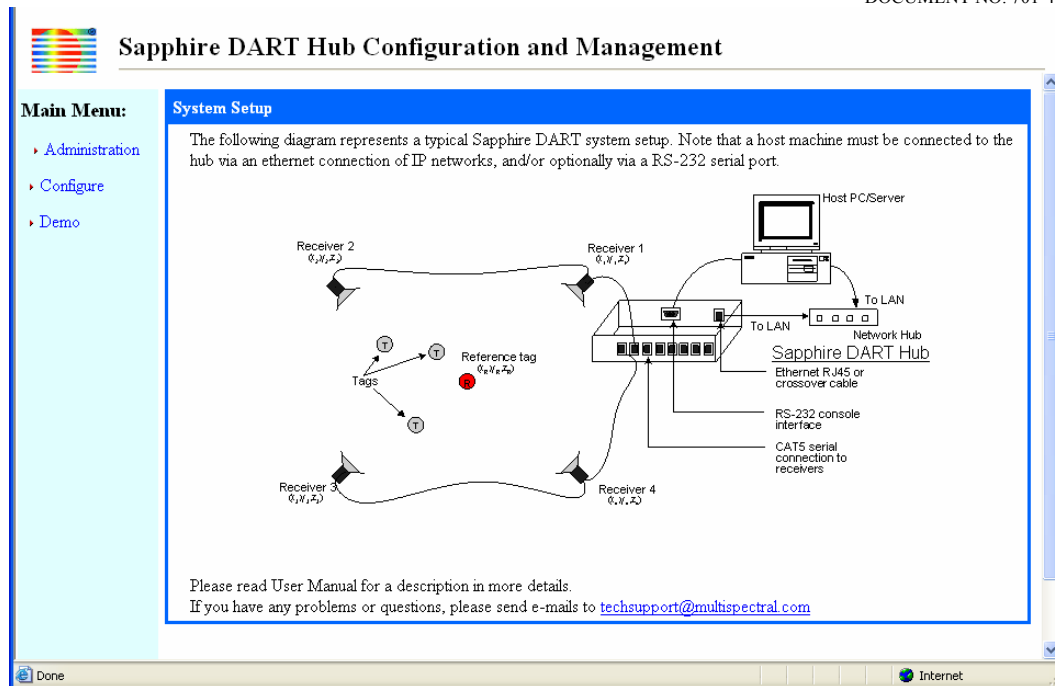 DOCUMENT NO. 701-4
Sapphire DART Hub Configuration and Management
Main Menu:
Administration
Configure
Demo
System Setup
The following diagram represents a typical Sapphire DART system setup. Note that a host machine must be connected to the
hub via an ethernet connection of IP networks, and/or optionally via a RS-232 serial port.
Host PC/Server
Receiver 2
Receiver 1
To LAN
To LAN
Network Hub
Sapphire DART Hub
T
T
Reference tag
(X_R,Y_R,Z_R)
Tags
R
T
Ethernet RJ45 or
crossover cable
RS-232 console
interface
CAT5 serial
connection to
receivers
Receiver 3
Receiver 4
Please read User Manual for a description in more details.
If you have any problems or questions, please send e-mails to techsupport@multispectral.com
Done
Internet